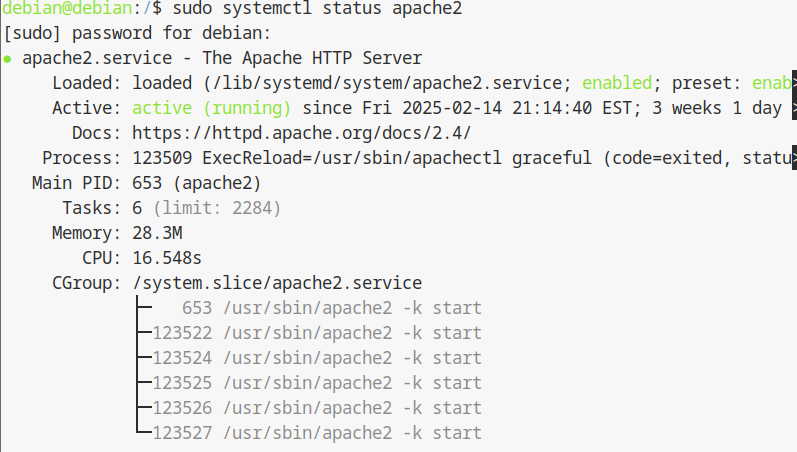 debian@debian:/$ sudo systemctl status apache2
[sudo] password for debian:
● apache2.service - The Apache HTTP Server
     Loaded: loaded (/lib/systemd/system/apache2.service; enabled; preset: enab>
     Active: active (running) since Fri 2025-02-14 21:14:40 EST; 3 weeks 1 day >
       Docs: https://httpd.apache.org/docs/2.4/
    Process: 123509 ExecReload=/usr/sbin/apachectl graceful (code=exited, statu>
   Main PID: 653 (apache2)
      Tasks: 6 (limit: 2284)
     Memory: 28.3M
        CPU: 16.548s
     CGroup: /system.slice/apache2.service
             ├─   653 /usr/sbin/apache2 -k start
             ├─123522 /usr/sbin/apache2 -k start
             ├─123524 /usr/sbin/apache2 -k start
             ├─123525 /usr/sbin/apache2 -k start
             ├─123526 /usr/sbin/apache2 -k start
             └─123527 /usr/sbin/apache2 -k start